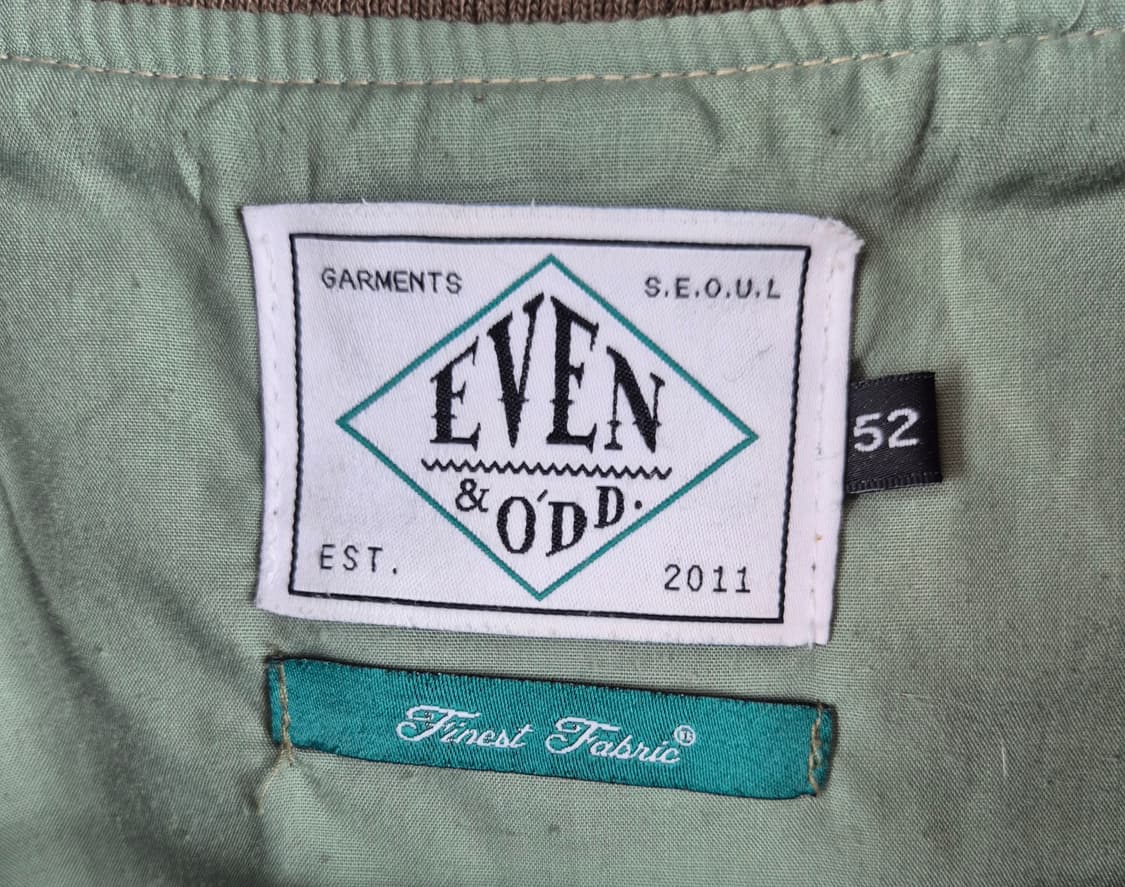 GARMENTS S.E.O.U.L
EVEN
& O'DD.
52
EST. 2011
Finest Fabric